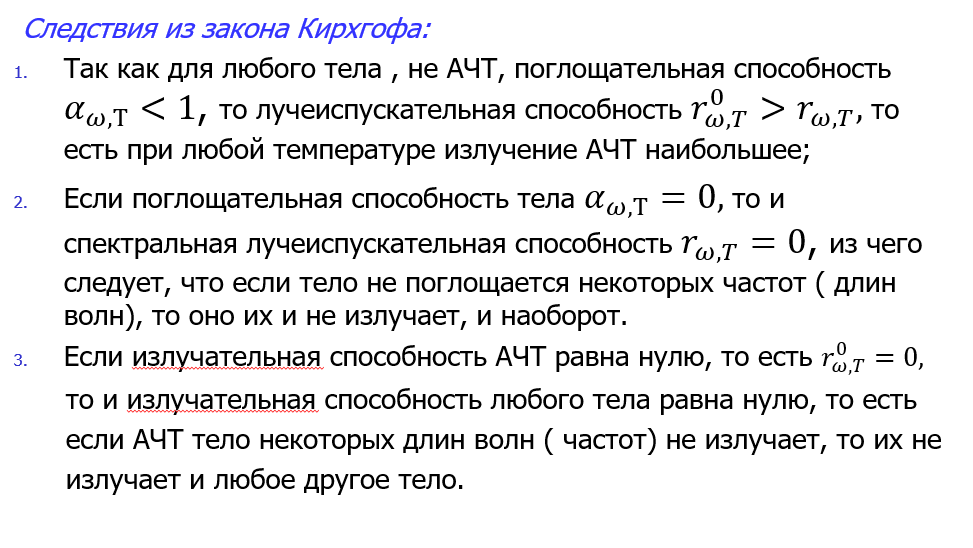 Следствия из закона Кирхгофа:
1. Так как для любого тела , не АЧТ, поглощательная способность
α_{ω,Т} < 1, то лучеиспускательная способность r^0_{ω,T} > r_{ω,T}, то
есть при любой температуре излучение АЧТ наибольшее;
2. Если поглощательная способность тела α_{ω,Т} = 0, то и
спектральная лучеиспускательная способность r_{ω,T} = 0, из чего
следует, что если тело не поглощается некоторых частот ( длин
волн), то оно их и не излучает, и наоборот.
3. Если излучательная способность АЧТ равна нулю, то есть r^0_{ω,T} = 0,
то и излучательная способность любого тела равна нулю, то есть
если АЧТ тело некоторых длин волн ( частот) не излучает, то их не
излучает и любое другое тело.